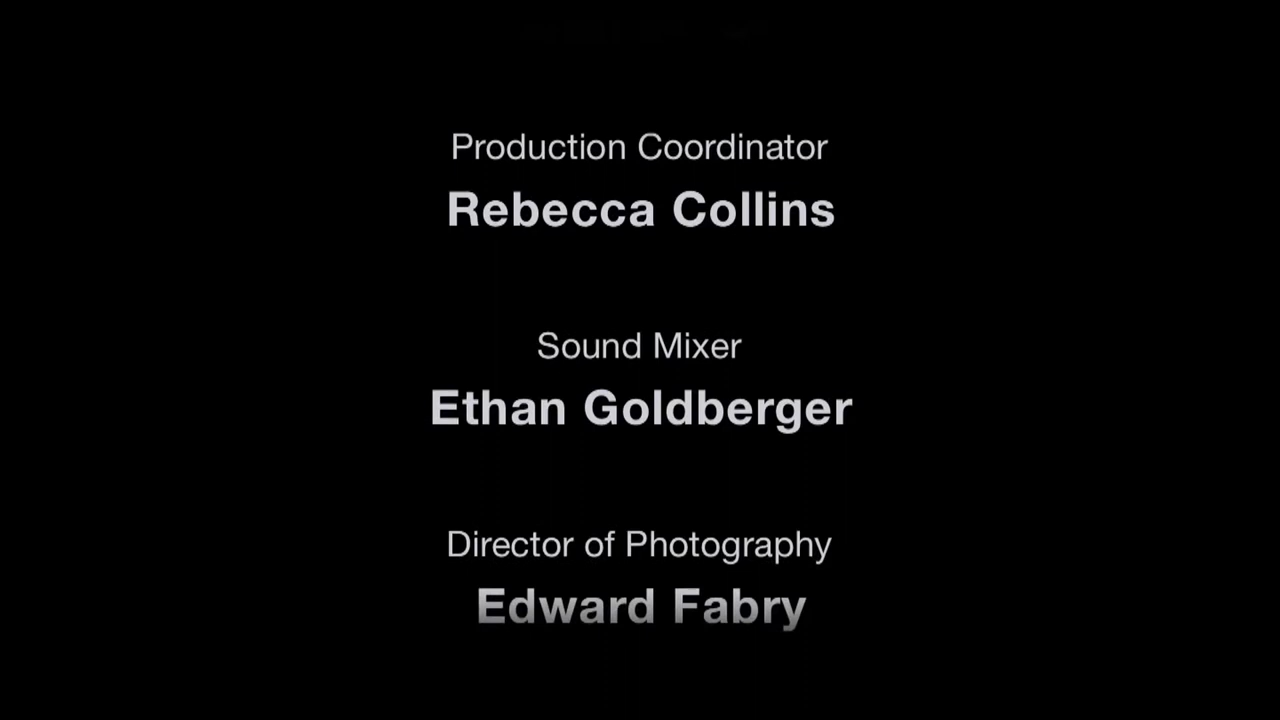 Production Coordinator
Rebecca Collins
Sound Mixer
Ethan Goldberger
Director of Photography
Edward Fabry